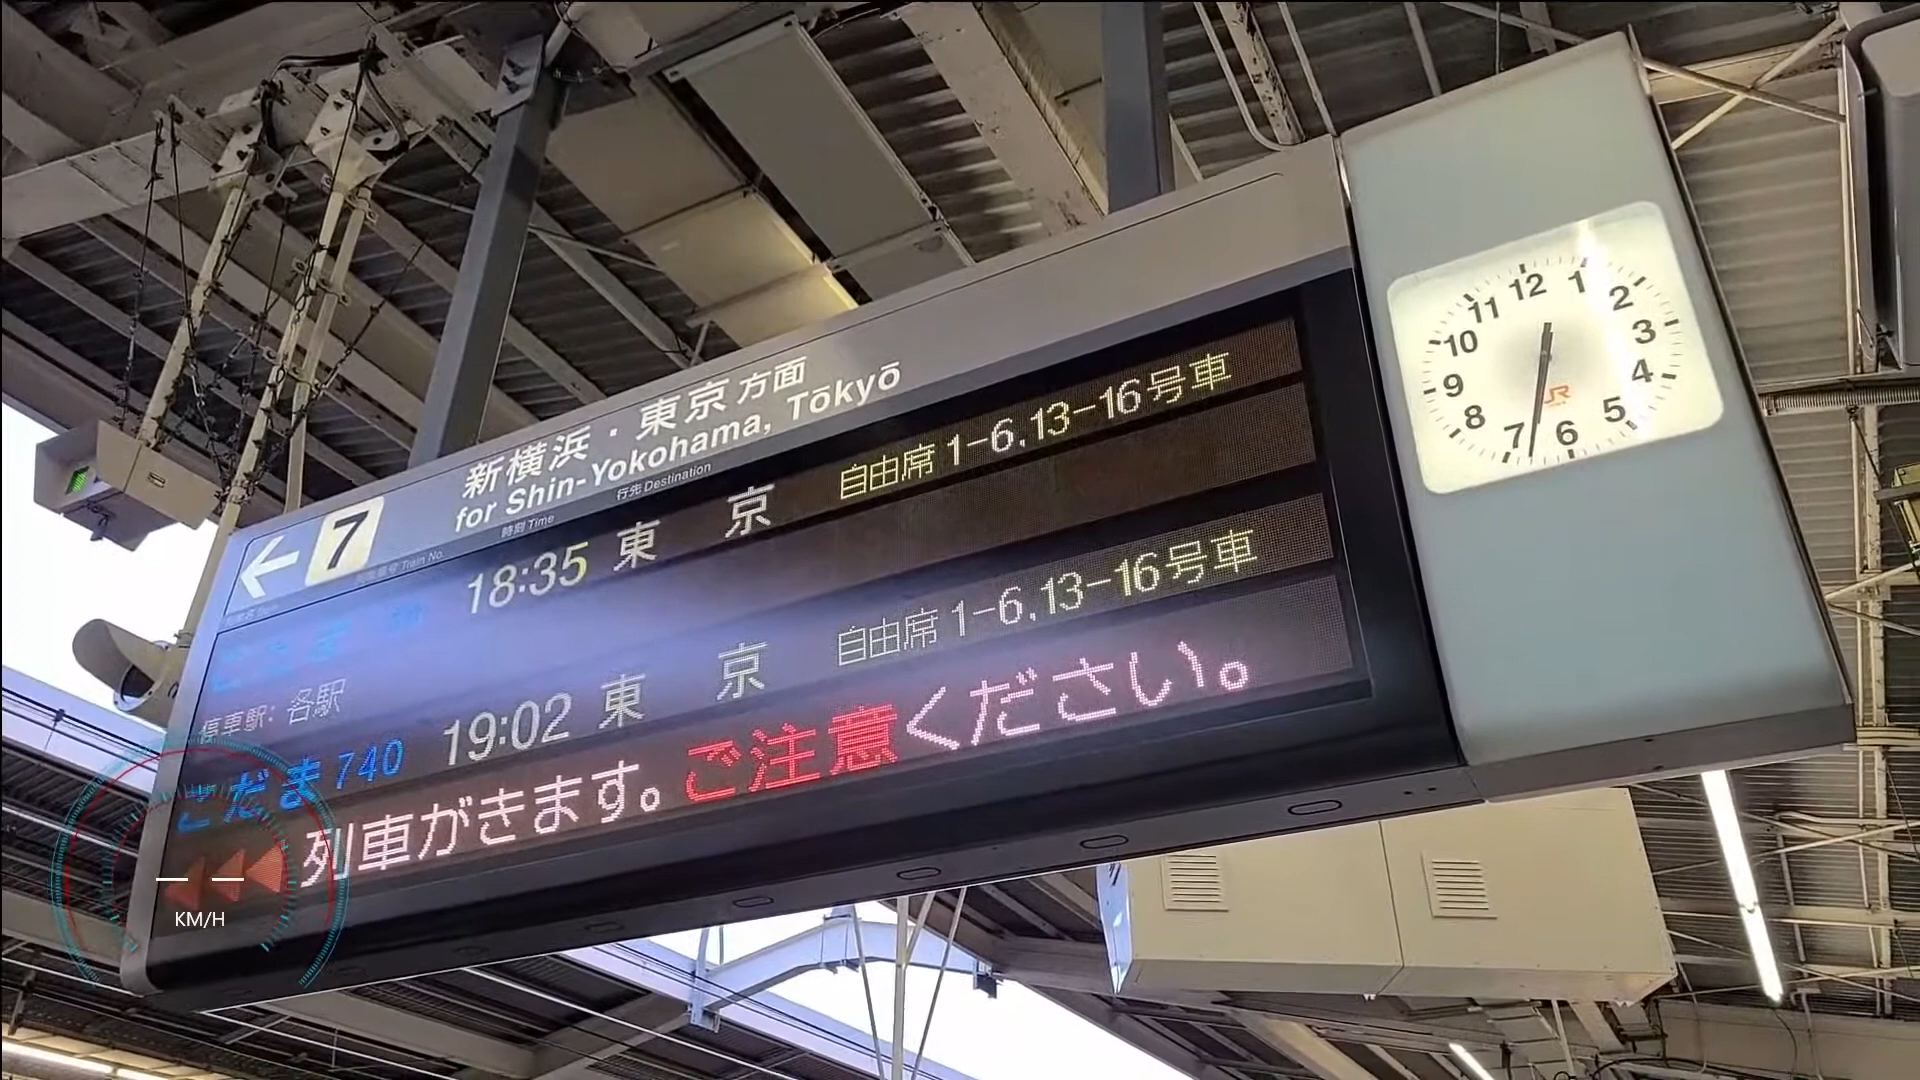 ← 7 新横浜・東京方面
for Shin-Yokohama, Tōkyō
Train No. 時刻 Time 行先 Destination
18:35 東京 自由席 1-6,13-16号車
停車駅: 各駅
こだま 740 19:02 東京 自由席 1-6,13-16号車
列車がきます。ご注意ください。
12 1 2 3 4 5 6 7 8 9 10 11
JR
-- KM/H